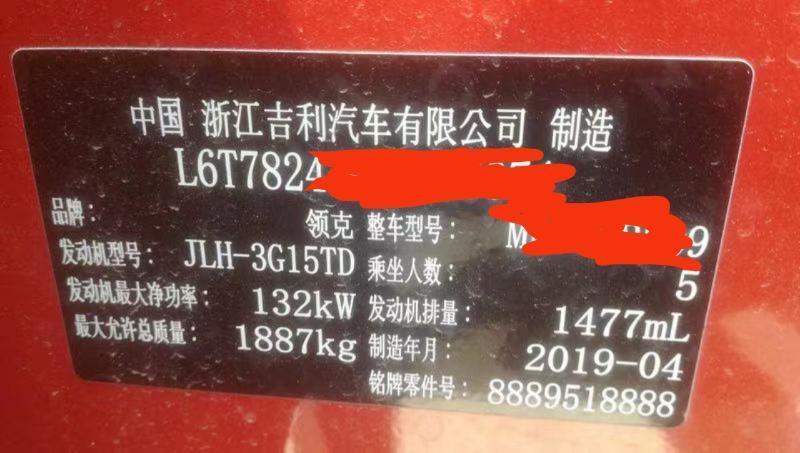 中国 浙江吉利汽车有限公司 制造
L6T7824
品牌： 领克 整车型号： M 9
发动机型号： JLH-3G15TD 乘坐人数： 5
发动机最大净功率： 132kW 发动机排量： 1477mL
最大允许总质量： 1887kg 制造年月： 2019-04
铭牌零件号： 8889518888